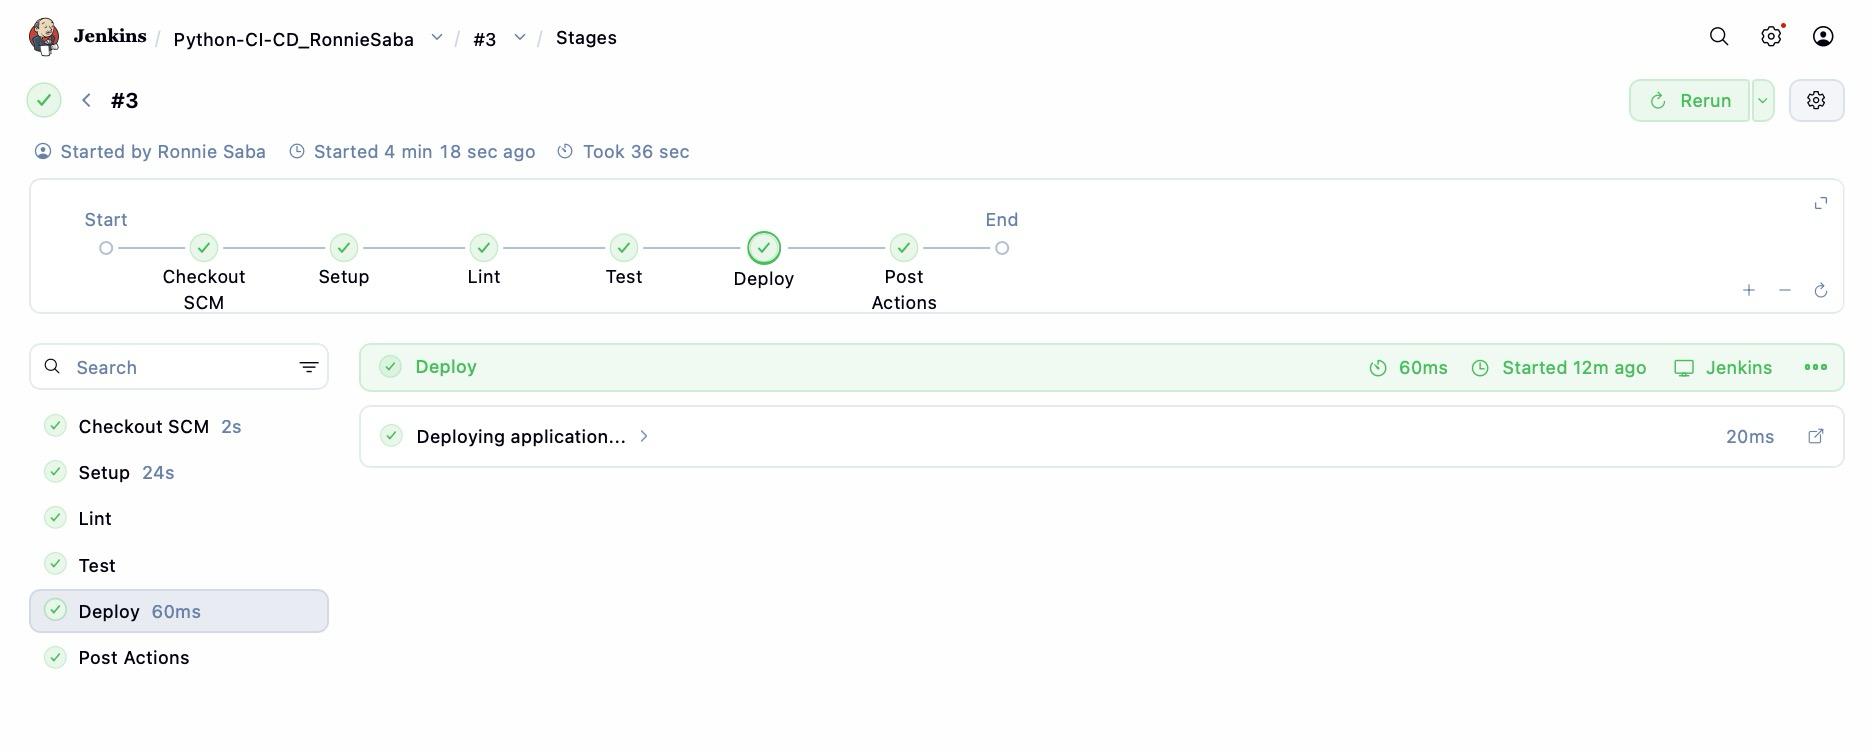 Jenkins / Python-CI-CD_RonnieSaba / #3 / Stages
#3
Rerun
Started by Ronnie Saba Started 4 min 18 sec ago Took 36 sec
Start
End
Checkout SCM
Setup
Lint
Test
Deploy
Post Actions
Search
Checkout SCM 2s
Setup 24s
Lint
Test
Deploy 60ms
Post Actions
Deploy 60ms Started 12m ago Jenkins
Deploying application... 20ms